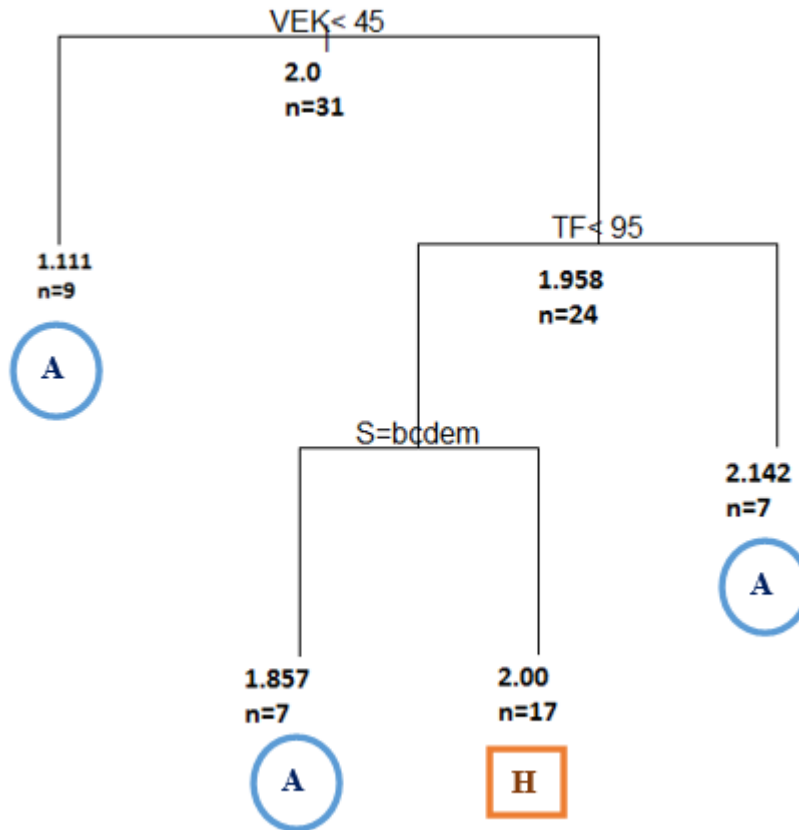 VEK< 45
2.0
n=31
TF< 95
1.111
n=9
1.958
n=24
A
S=bcdem
2.142
n=7
A
1.857
n=7
2.00
n=17
A
H